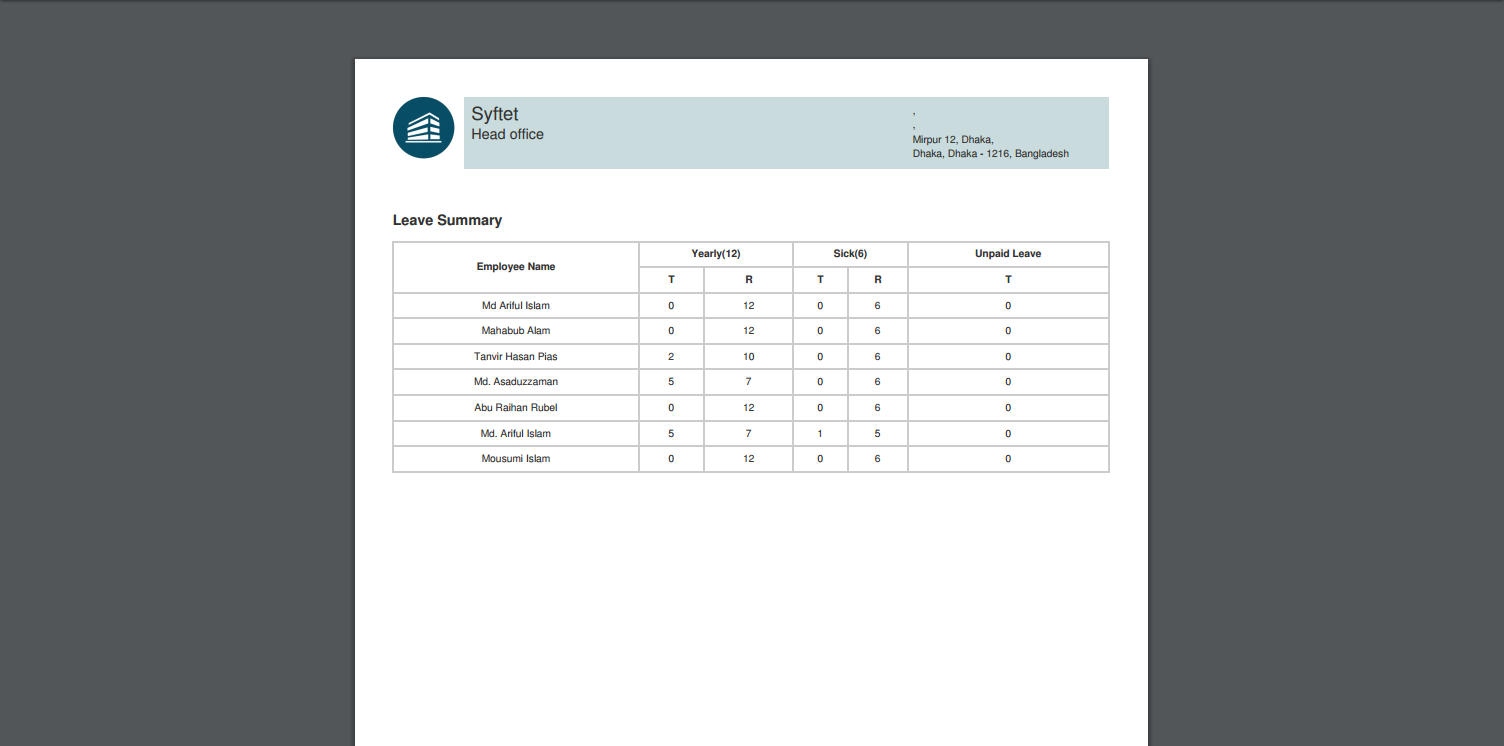 Syftet
Head office
,
,
Mirpur 12, Dhaka,
Dhaka, Dhaka - 1216, Bangladesh
Leave Summary
Employee Name Yearly(12) Sick(6) Unpaid Leave
T R T R T
Md Ariful Islam 0 12 0 6 0
Mahabub Alam 0 12 0 6 0
Tanvir Hasan Pias 2 10 0 6 0
Md. Asaduzzaman 5 7 0 6 0
Abu Raihan Rubel 0 12 0 6 0
Md. Ariful Islam 5 7 1 5 0
Mousumi Islam 0 12 0 6 0